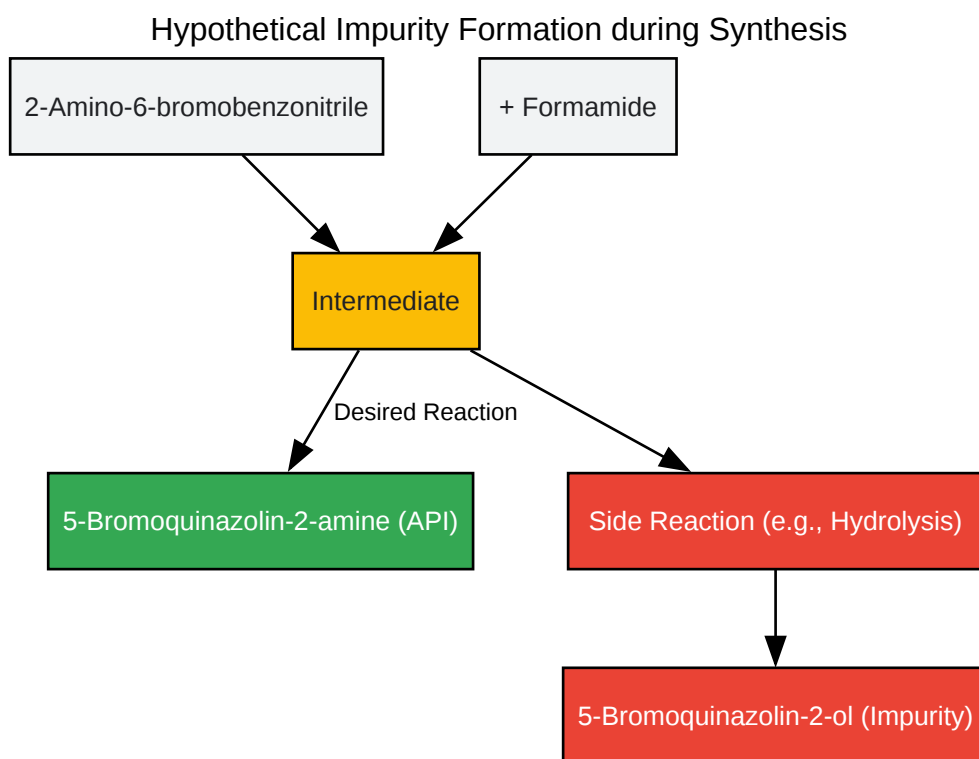 Hypothetical Impurity Formation during Synthesis
2-Amino-6-bromobenzonitrile
+ Formamide
Intermediate
Desired Reaction
5-Bromoquinazolin-2-amine (API)
Side Reaction (e.g., Hydrolysis)
5-Bromoquinazolin-2-ol (Impurity)